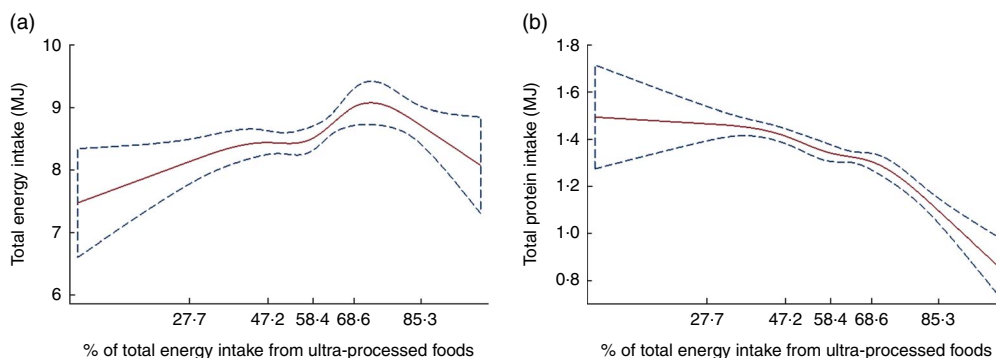 (a)
10
9
8
7
6
Total energy intake (MJ)
27·7 47·2 58·4 68·6 85·3
% of total energy intake from ultra-processed foods
(b)
1·8
1·6
1·4
1·2
1·0
0·8
Total protein intake (MJ)
27·7 47·2 58·4 68·6 85·3
% of total energy intake from ultra-processed foods